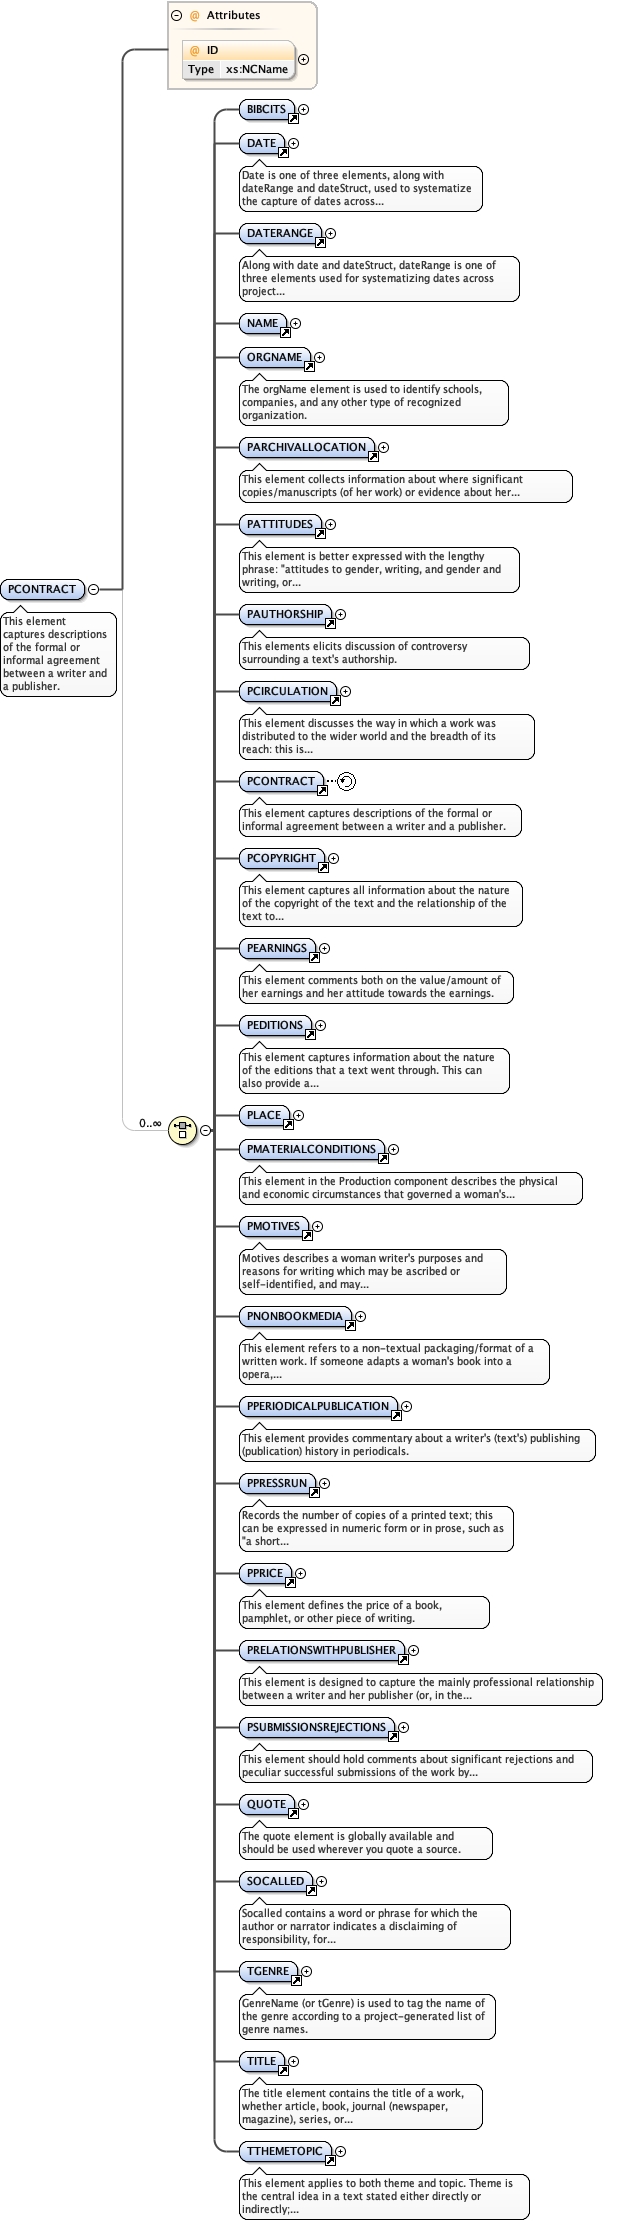 Attributes
@ ID
Type xs:NCName
BIBCITS
DATE
Date is one of three elements, along with
dateRange and dateStruct, used to systematize
the capture of dates across...
DATERANGE
Along with date and dateStruct, dateRange is one of
three elements used for systematizing dates across
project...
NAME
ORGNAME
The orgName element is used to identify schools,
companies, and any other type of recognized
organization.
PARCHIVALLOCATION
This element collects information about where significant
copies/manuscripts (of her work) or evidence about her...
PATTITUDES
This element is better expressed with the lengthy
phrase: "attitudes to gender, writing, and gender and
writing, or...
PCONTRACT
This element
captures descriptions
of the formal or
informal agreement
between a writer and
a publisher.
PAUTHORSHIP
This elements elicits discussion of controversy
surrounding a text's authorship.
PCIRCULATION
This element discusses the way in which a work was
distributed to the wider world and the breadth of its
reach: this is...
PCONTRACT
This element captures descriptions of the formal or
informal agreement between a writer and a publisher.
PCOPYRIGHT
This element captures all information about the nature
of the copyright of the text and the relationship of the
text to...
PEARNINGS
This element comments both on the value/amount of
her earnings and her attitude towards the earnings.
PEDITIONS
This element captures information about the nature
of the editions that a text went through. This can
also provide a...
PLACE
0..∞
PMATERIALCONDITIONS
This element in the Production component describes the physical
and economic circumstances that governed a woman's...
PMOTIVES
Motives describes a woman writer's purposes and
reasons for writing which may be ascribed or
self-identified, and may...
PNONBOOKMEDIA
This element refers to a non-textual packaging/format of a
written work. If someone adapts a woman's book into a
opera,...
PPERIODICALPUBLICATION
This element provides commentary about a writer's (text's) publishing
(publication) history in periodicals.
PPRESSRUN
Records the number of copies of a printed text; this
can be expressed in numeric form or in prose, such as
"a short...
PPRICE
This element defines the price of a book,
pamphlet, or other piece of writing.
PRELATIONSWITHPUBLISHER
This element is designed to capture the mainly professional relationship
between a writer and her publisher (or, in the...
PSUBMISSIONSREJECTIONS
This element should hold comments about significant rejections and
peculiar successful submissions of the work by...
QUOTE
The quote element is globally available and
should be used wherever you quote a source.
SOCALLED
Socalled contains a word or phrase for which the
author or narrator indicates a disclaiming of
responsibility, for...
TGENRE
GenreName (or tGenre) is used to tag the name of
the genre according to a project-generated list of
genre names.
TITLE
The title element contains the title of a work,
whether article, book, journal (newspaper,
magazine), series, or...
TTHEMETOPIC
This element applies to both theme and topic. Theme is
the central idea in a text stated either directly or
indirectly;...